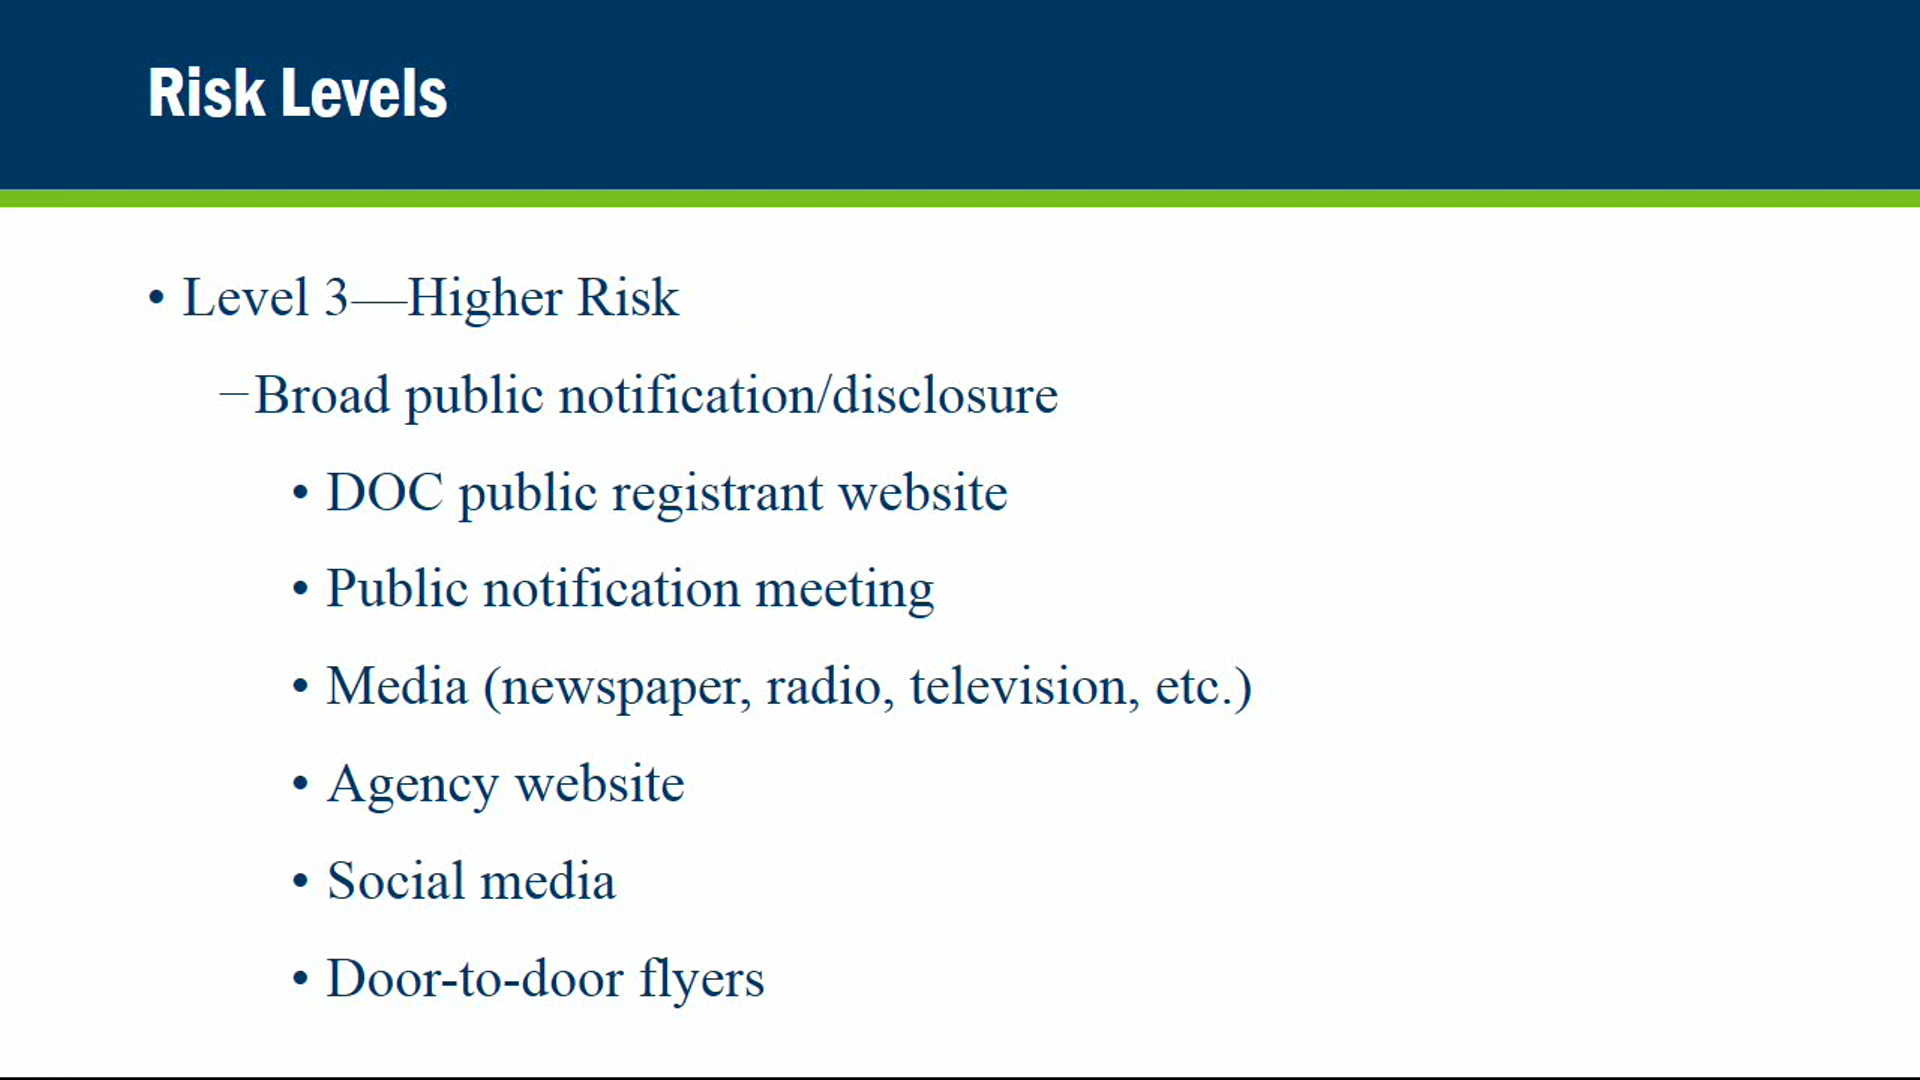 Risk Levels
• Level 3—Higher Risk
–Broad public notification/disclosure
• DOC public registrant website
• Public notification meeting
• Media (newspaper, radio, television, etc.)
• Agency website
• Social media
• Door-to-door flyers